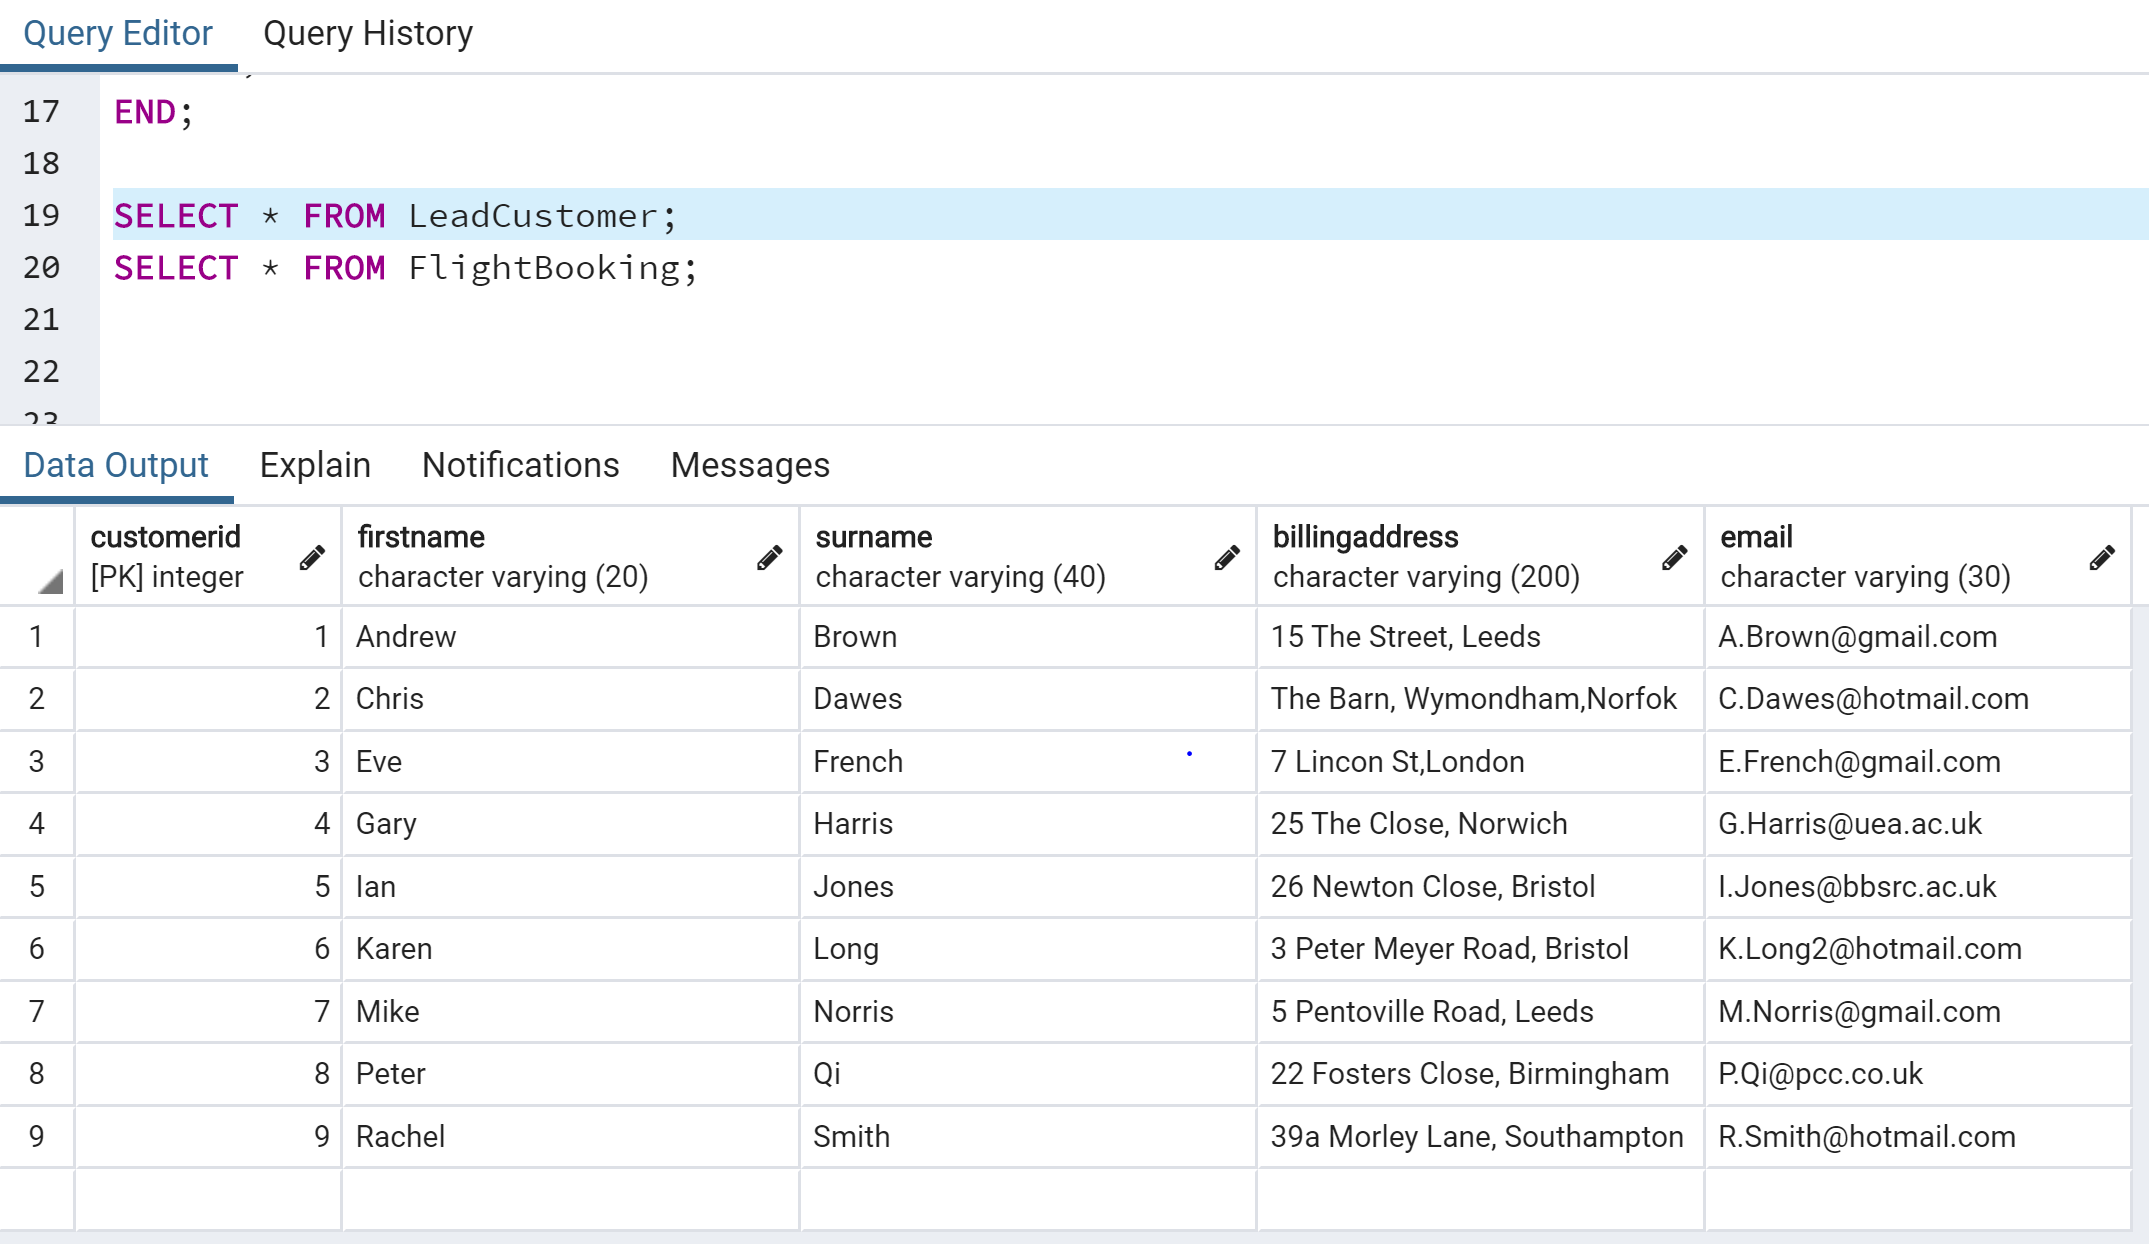 Query Editor Query History
17 END;
18
19 SELECT * FROM LeadCustomer;
20 SELECT * FROM FlightBooking;
21
22
23
Data Output Explain Notifications Messages
customerid firstname surname billingaddress email
[PK] integer character varying (20) character varying (40) character varying (200) character varying (30)
1 1 Andrew Brown 15 The Street, Leeds A.Brown@gmail.com
2 2 Chris Dawes The Barn, Wymondham,Norfok C.Dawes@hotmail.com
3 3 Eve French 7 Lincon St,London E.French@gmail.com
4 4 Gary Harris 25 The Close, Norwich G.Harris@uea.ac.uk
5 5 Ian Jones 26 Newton Close, Bristol I.Jones@bbsrc.ac.uk
6 6 Karen Long 3 Peter Meyer Road, Bristol K.Long2@hotmail.com
7 7 Mike Norris 5 Pentoville Road, Leeds M.Norris@gmail.com
8 8 Peter Qi 22 Fosters Close, Birmingham P.Qi@pcc.co.uk
9 9 Rachel Smith 39a Morley Lane, Southampton R.Smith@hotmail.com